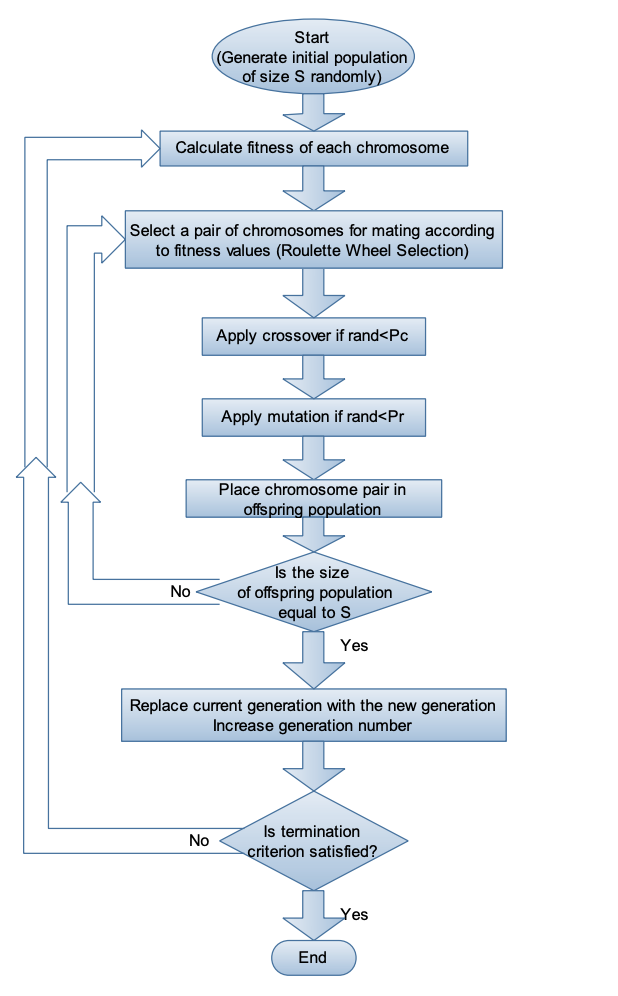 Start
(Generate initial population
of size S randomly)
Calculate fitness of each chromosome
Select a pair of chromosomes for mating according
to fitness values (Roulette Wheel Selection)
Apply crossover if rand<Pc
Apply mutation if rand<Pr
Place chromosome pair in
offspring population
Is the size
of offspring population
equal to S
No
Yes
Replace current generation with the new generation
Increase generation number
Is termination
criterion satisfied?
No
Yes
End